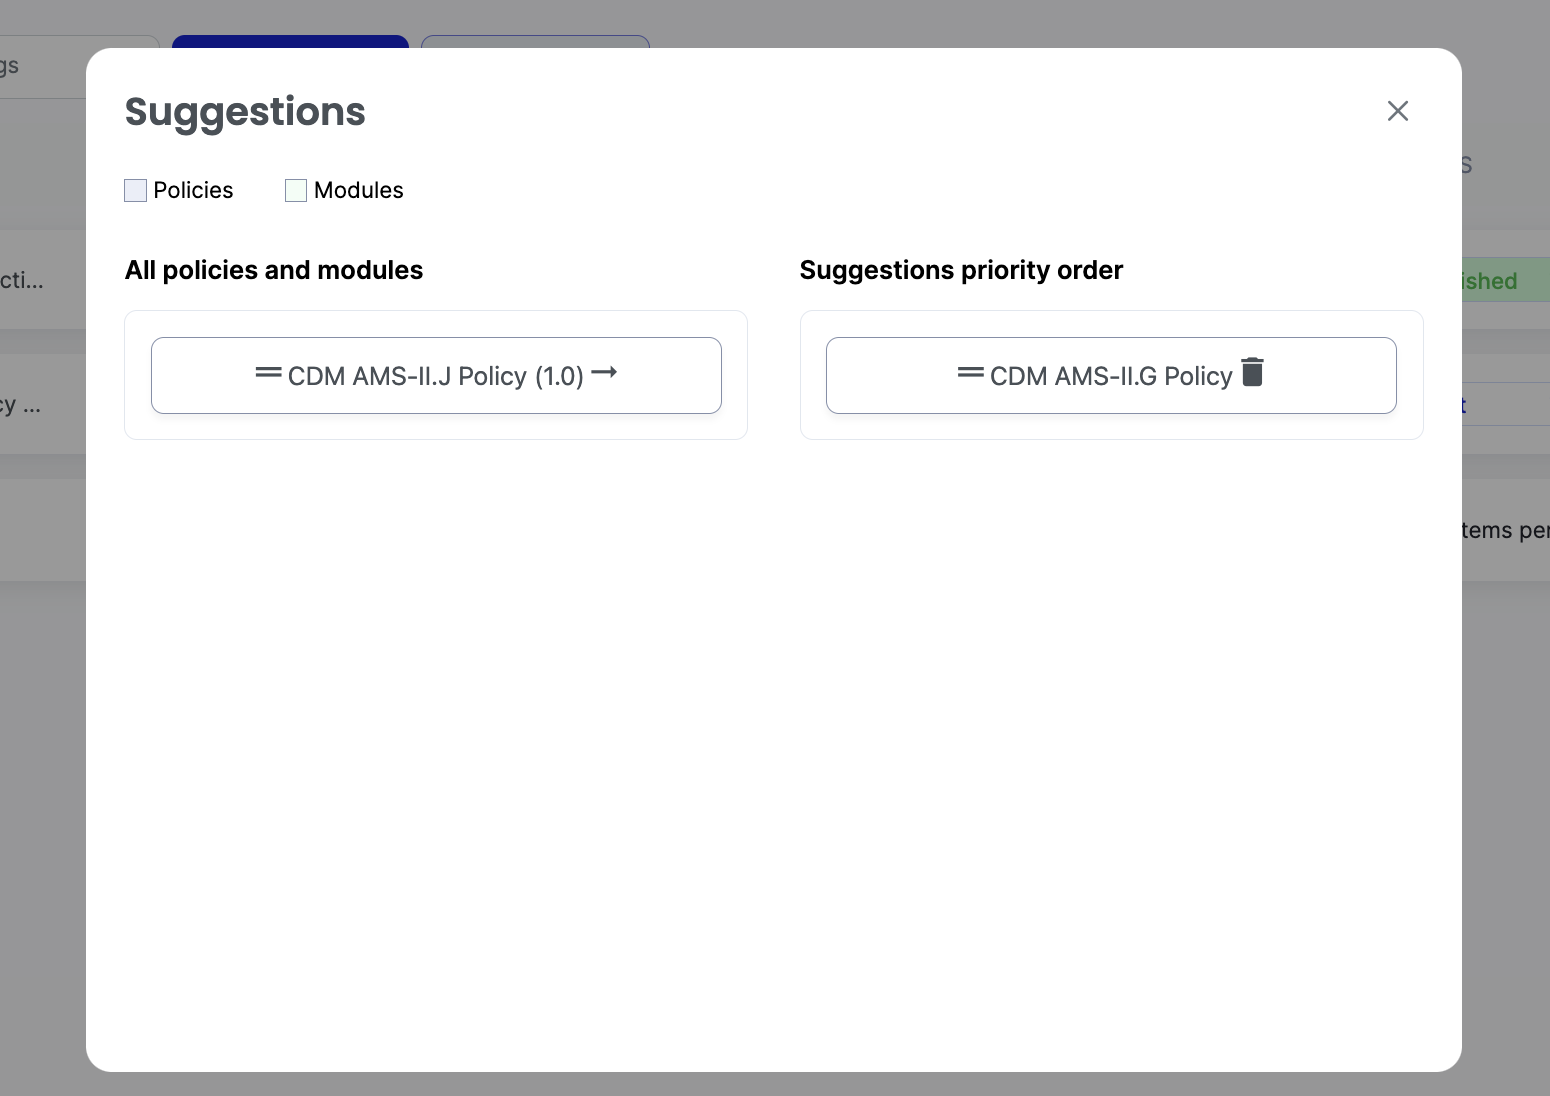 gs
Suggestions
S
Policies
Modules
All policies and modules
Suggestions priority order
cti...
ished
CDM AMS-II.J Policy (1.0)
CDM AMS-II.G Policy
cy ...
t
tems per